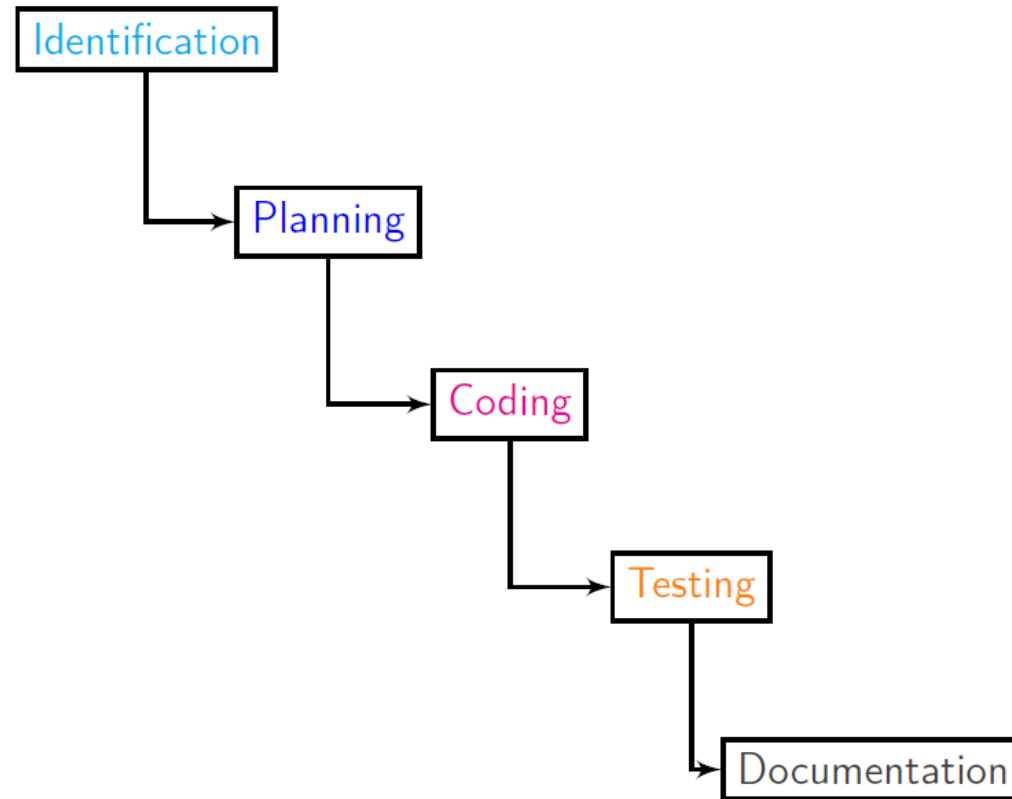 Identification
Planning
Coding
Testing
Documentation